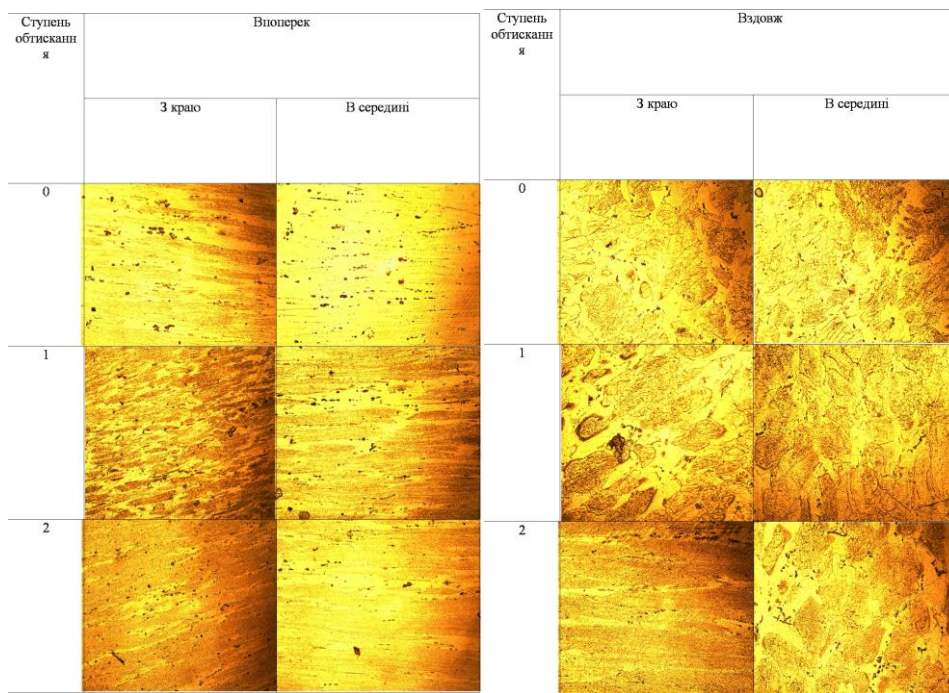 Ступень
обтисканн
я
Впоперек
З краю
В середині
0
1
2
Ступень
обтисканн
я
Вздовж
З краю
В середині
0
1
2